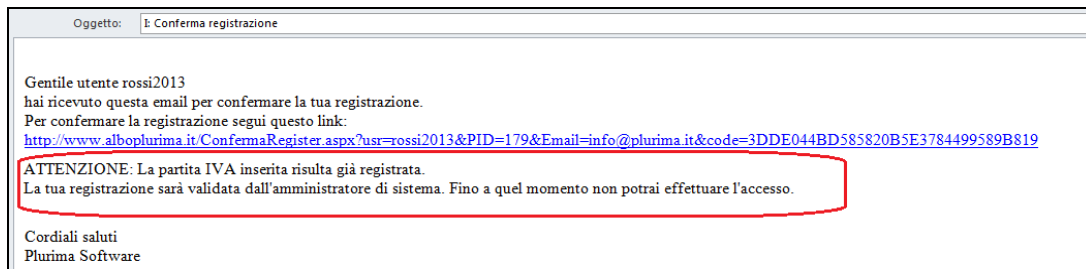 Oggetto: I: Conferma registrazione
Gentile utente rossi2013
hai ricevuto questa email per confermare la tua registrazione.
Per confermare la registrazione segui questo link:
http://www.alboplurima.it/ConfermaRegister.aspx?usr=rossi2013&PID=179&Email=info@plurima.it&code=3DDE044BD585820B5E3784499589B819
ATTENZIONE: La partita IVA inserita risulta già registrata.
La tua registrazione sarà validata dall'amministratore di sistema. Fino a quel momento non potrai effettuare l'accesso.
Cordiali saluti
Plurima Software